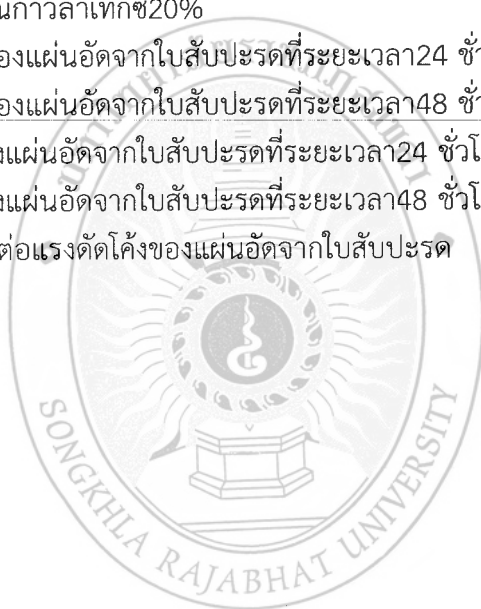 นกาวลาเทกซ์20%
องแผ่นอัดจากใบสับปะรดที่ระยะเวลา24 ชั่ว
องแผ่นอัดจากใบสับปะรดที่ระยะเวลา48 ชั่ว
งแผ่นอัดจากใบสับปะรดที่ระยะเวลา24 ชั่วโ
งแผ่นอัดจากใบสับปะรดที่ระยะเวลา48 ชั่วโ
ต่อแรงดัดโค้งของแผ่นอัดจากใบสับปะรด
SONGKHLA RAJABHAT UNIVERSITY